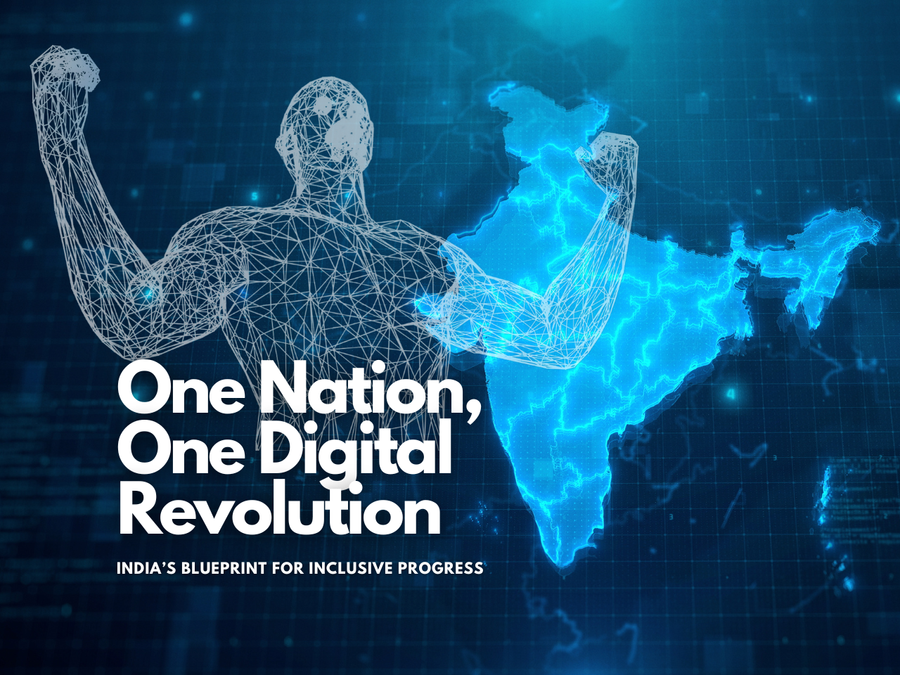 One Nation,
One Digital
Revolution
INDIA'S BLUEPRINT FOR INCLUSIVE PROGRESS